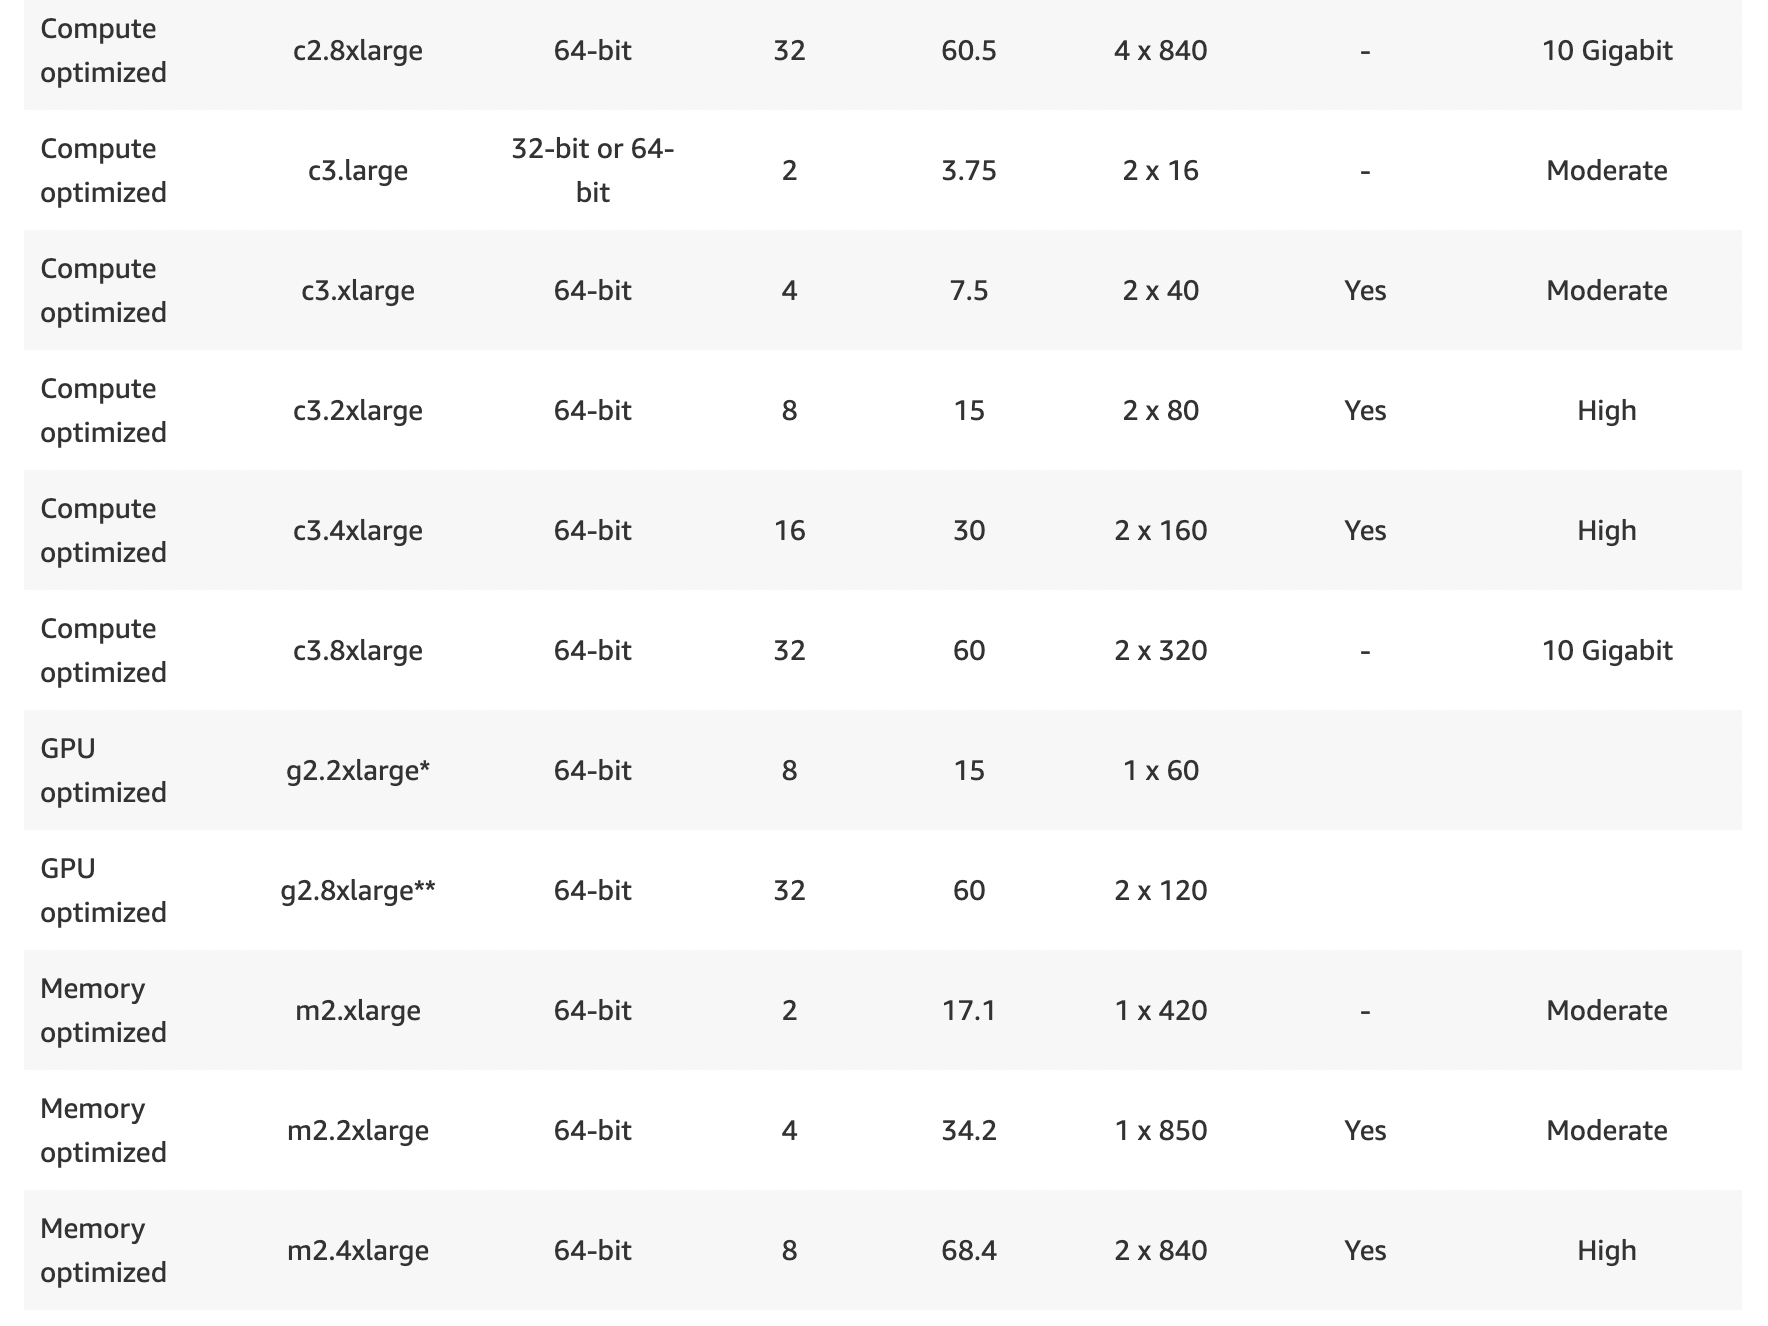 Compute optimized c2.8xlarge 64-bit 32 60.5 4 x 840 - 10 Gigabit
Compute optimized c3.large 32-bit or 64-bit 2 3.75 2 x 16 - Moderate
Compute optimized c3.xlarge 64-bit 4 7.5 2 x 40 Yes Moderate
Compute optimized c3.2xlarge 64-bit 8 15 2 x 80 Yes High
Compute optimized c3.4xlarge 64-bit 16 30 2 x 160 Yes High
Compute optimized c3.8xlarge 64-bit 32 60 2 x 320 - 10 Gigabit
GPU optimized g2.2xlarge* 64-bit 8 15 1 x 60
GPU optimized g2.8xlarge** 64-bit 32 60 2 x 120
Memory optimized m2.xlarge 64-bit 2 17.1 1 x 420 - Moderate
Memory optimized m2.2xlarge 64-bit 4 34.2 1 x 850 Yes Moderate
Memory optimized m2.4xlarge 64-bit 8 68.4 2 x 840 Yes High